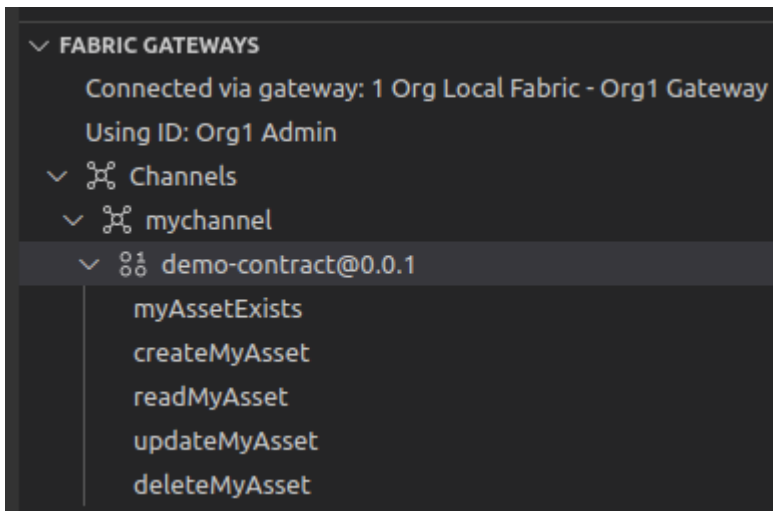 FABRIC GATEWAYS
Connected via gateway: 1 Org Local Fabric - Org1 Gateway
Using ID: Org1 Admin
Channels
mychannel
demo-contract@0.0.1
myAssetExists
createMyAsset
readMyAsset
updateMyAsset
deleteMyAsset